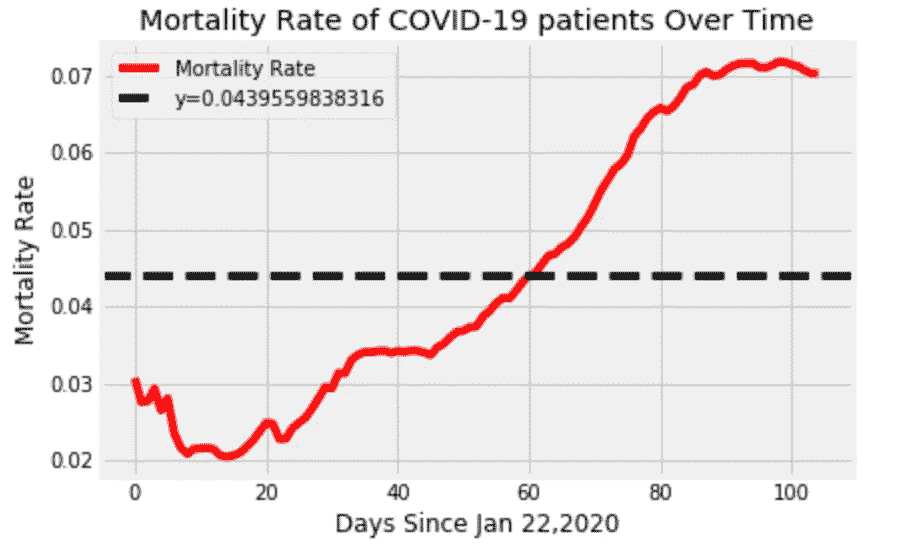 Mortality Rate of COVID-19 patients Over Time
Mortality Rate
y=0.0439559838316
0.07
0.06
0.05
0.04
0.03
0.02
Mortality Rate
0 20 40 60 80 100
Days Since Jan 22,2020